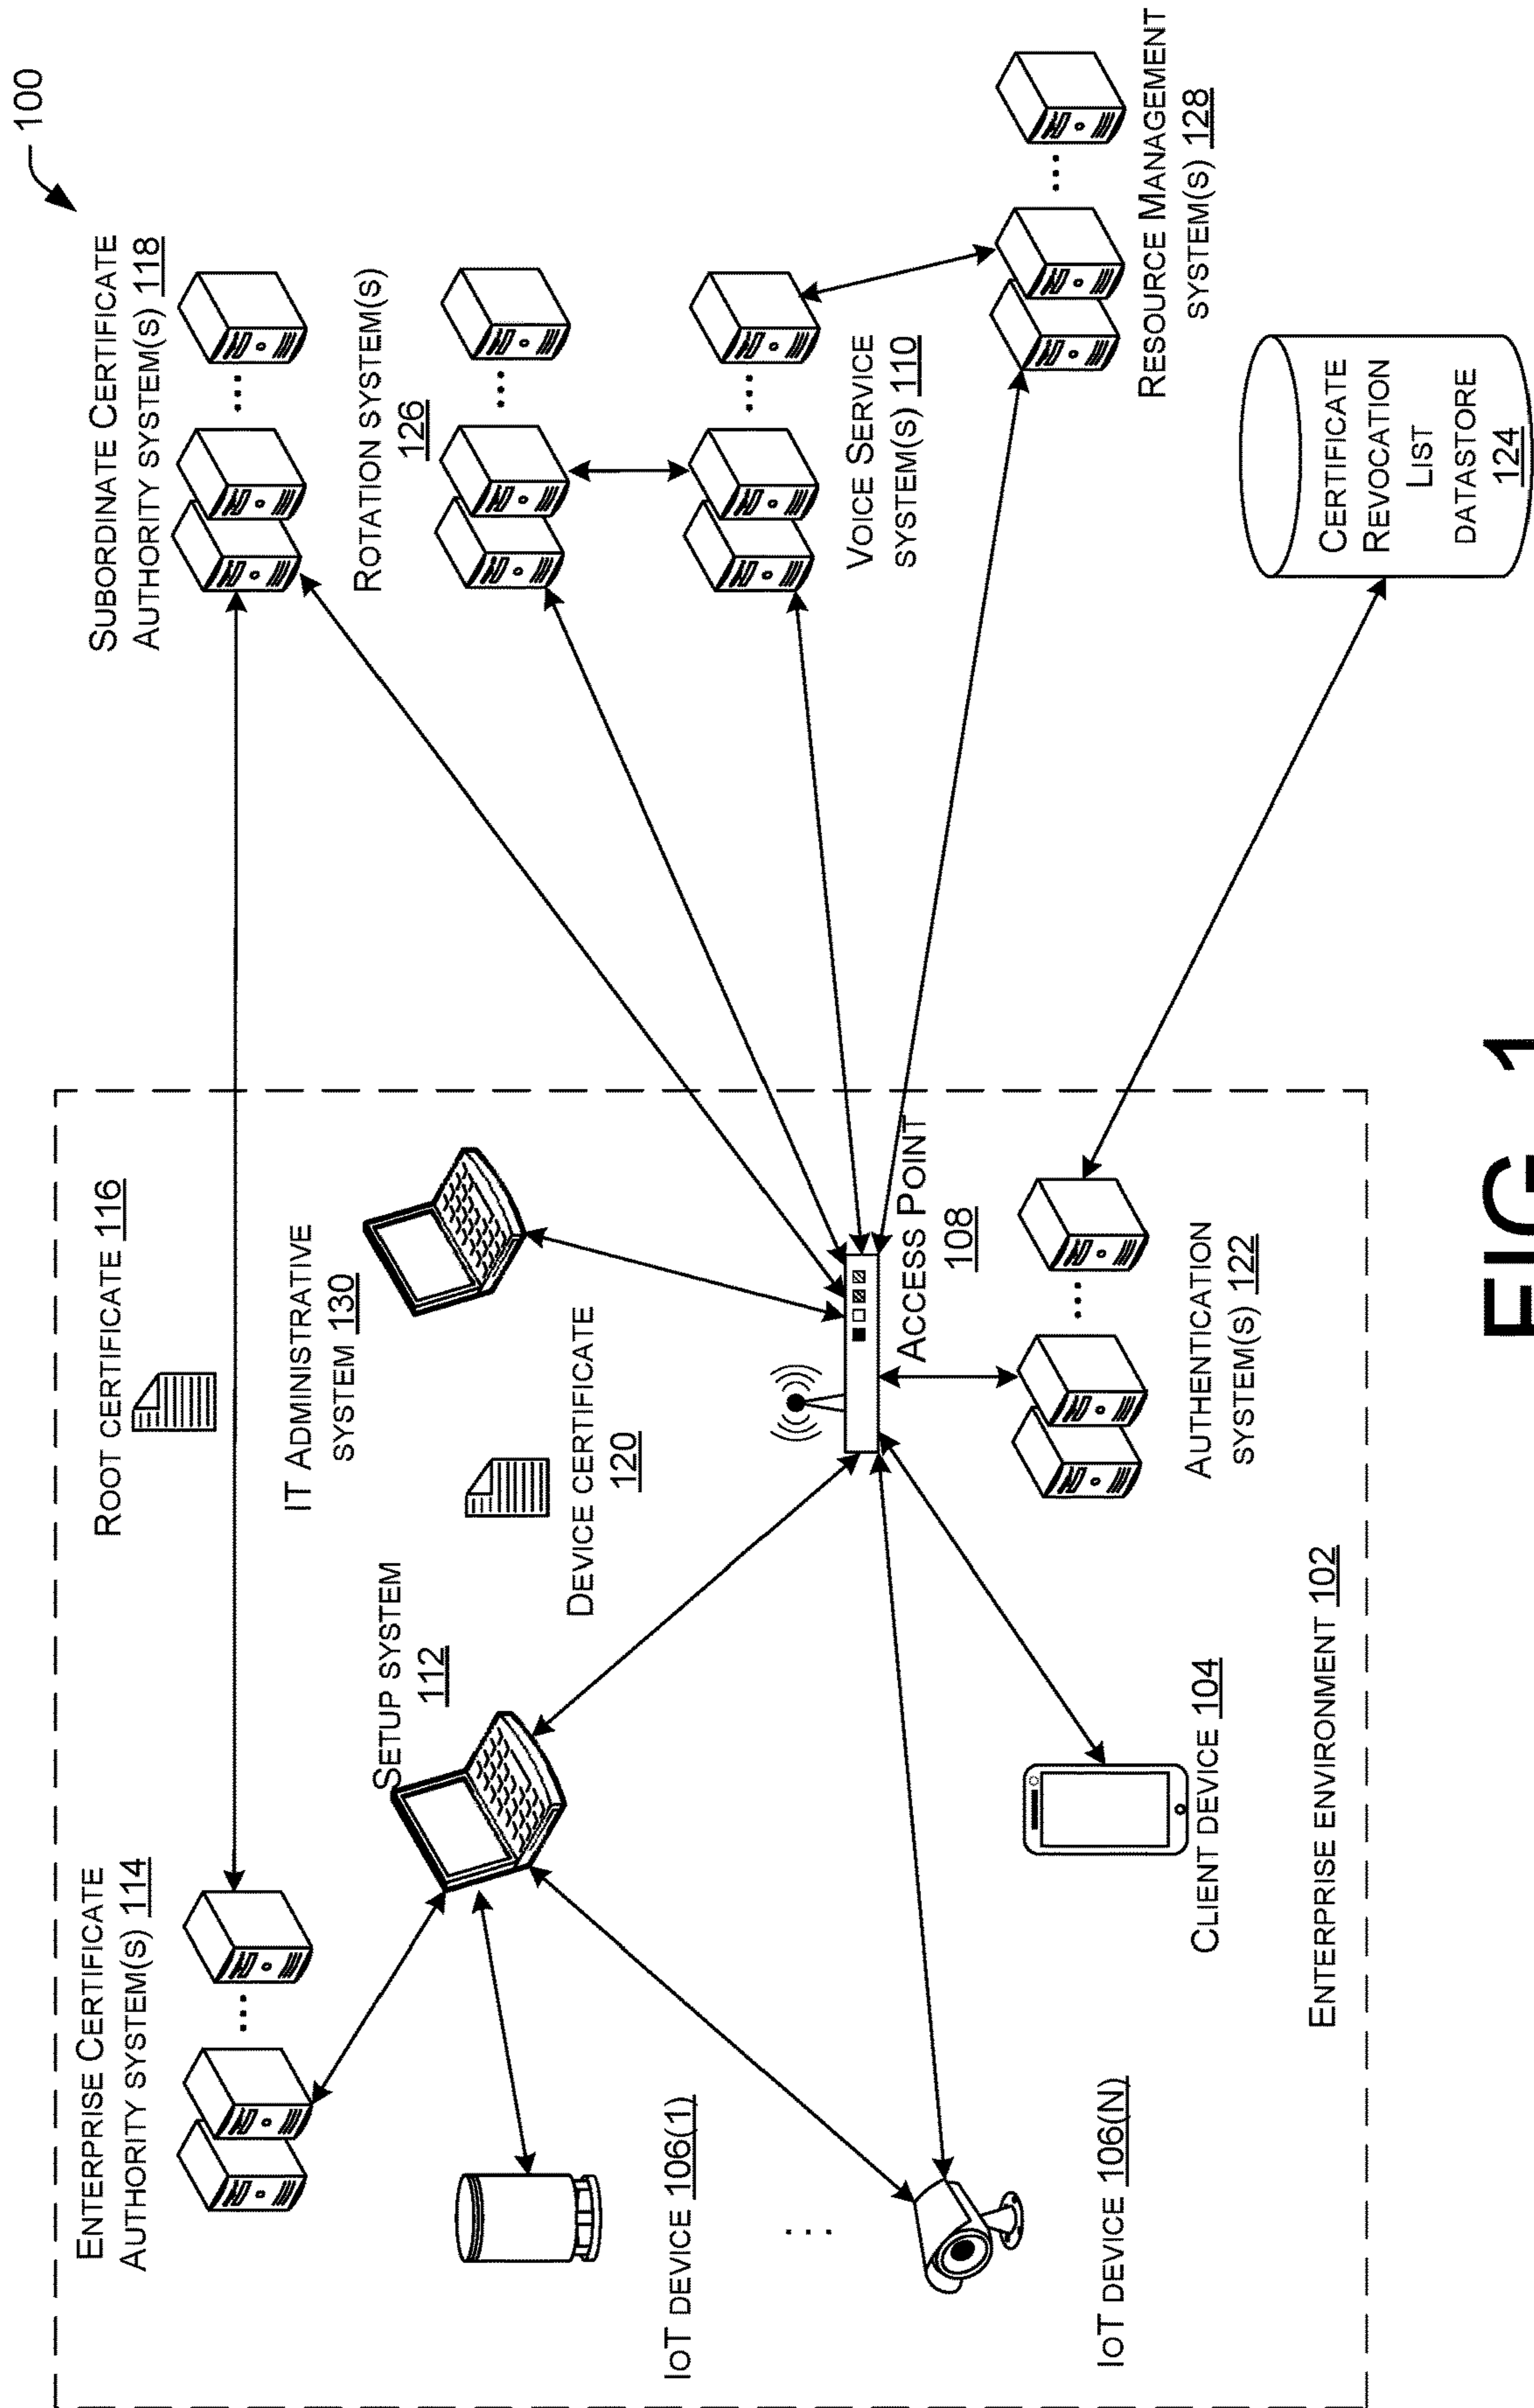 100
ENTERPRISE CERTIFICATE
AUTHORITY SYSTEM(S) 114
ROOT CERTIFICATE 116
SUBORDINATE CERTIFICATE
AUTHORITY SYSTEM(S) 118
IT ADMINISTRATIVE
SYSTEM 130
SETUP SYSTEM
112
DEVICE CERTIFICATE
120
ROTATION SYSTEM(S)
126
...
IOT DEVICE 106(1)
...
IOT DEVICE 106(N)
ACCESS POINT
108
VOICE SERVICE
SYSTEM(S) 110
CLIENT DEVICE 104
AUTHENTICATION
SYSTEM(S) 122
RESOURCE MANAGEMENT
SYSTEM(S) 128
ENTERPRISE ENVIRONMENT 102
CERTIFICATE
REVOCATION
LIST
DATASTORE
124
FIG. 1